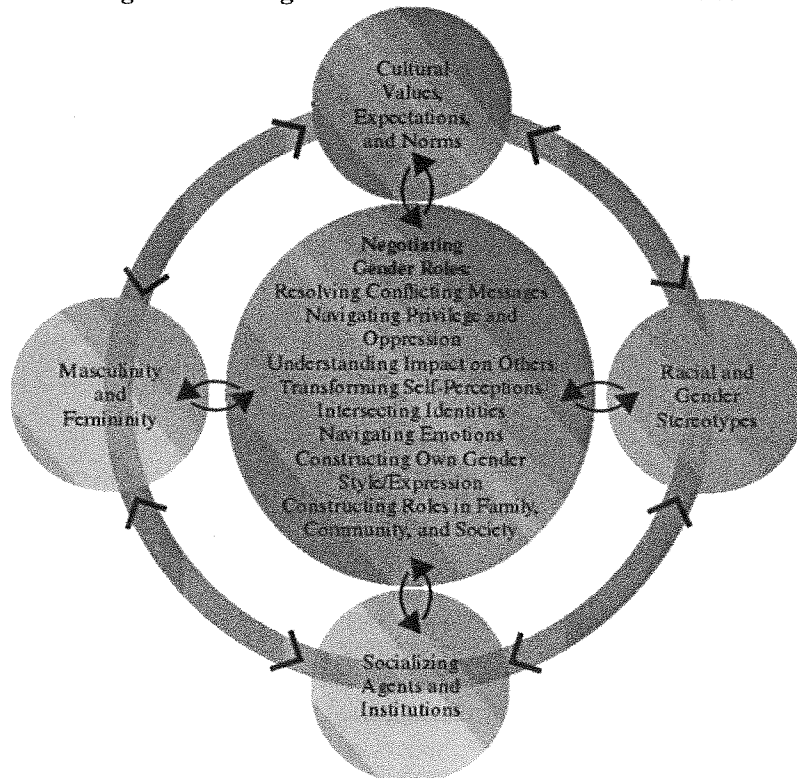 Cultural
Values,
Expectations,
and Norms
Negotiating
Gender Roles:
Resolving Conflicting Messages
Navigating Privilege and
Oppression
Understanding Impact on Others
Transforming Self-Perceptions/
Intersecting Identities
Navigating Emotions
Constructing Own Gender
Style/Expression
Constructing Roles in Family,
Community, and Society
Masculinity
and
Femininity
Racial and
Gender
Stereotypes
Socializing
Agents and
Institutions